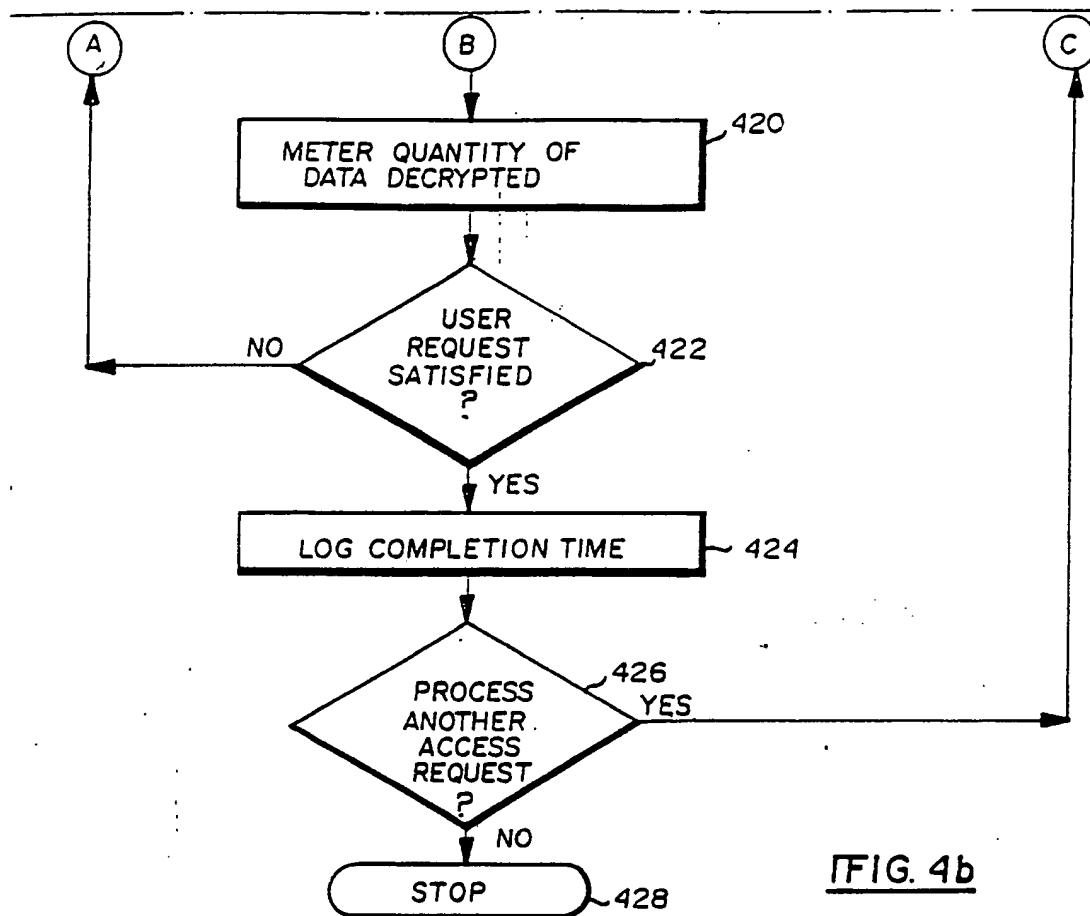 A
B
C
420
METER QUANTITY OF
DATA DECRYPTED
USER
REQUEST
SATISFIED
?
NO
422
YES
LOG COMPLETION TIME
424
426
PROCESS
ANOTHER
ACCESS
REQUEST
?
YES
NO
STOP
428
FIG. 4b